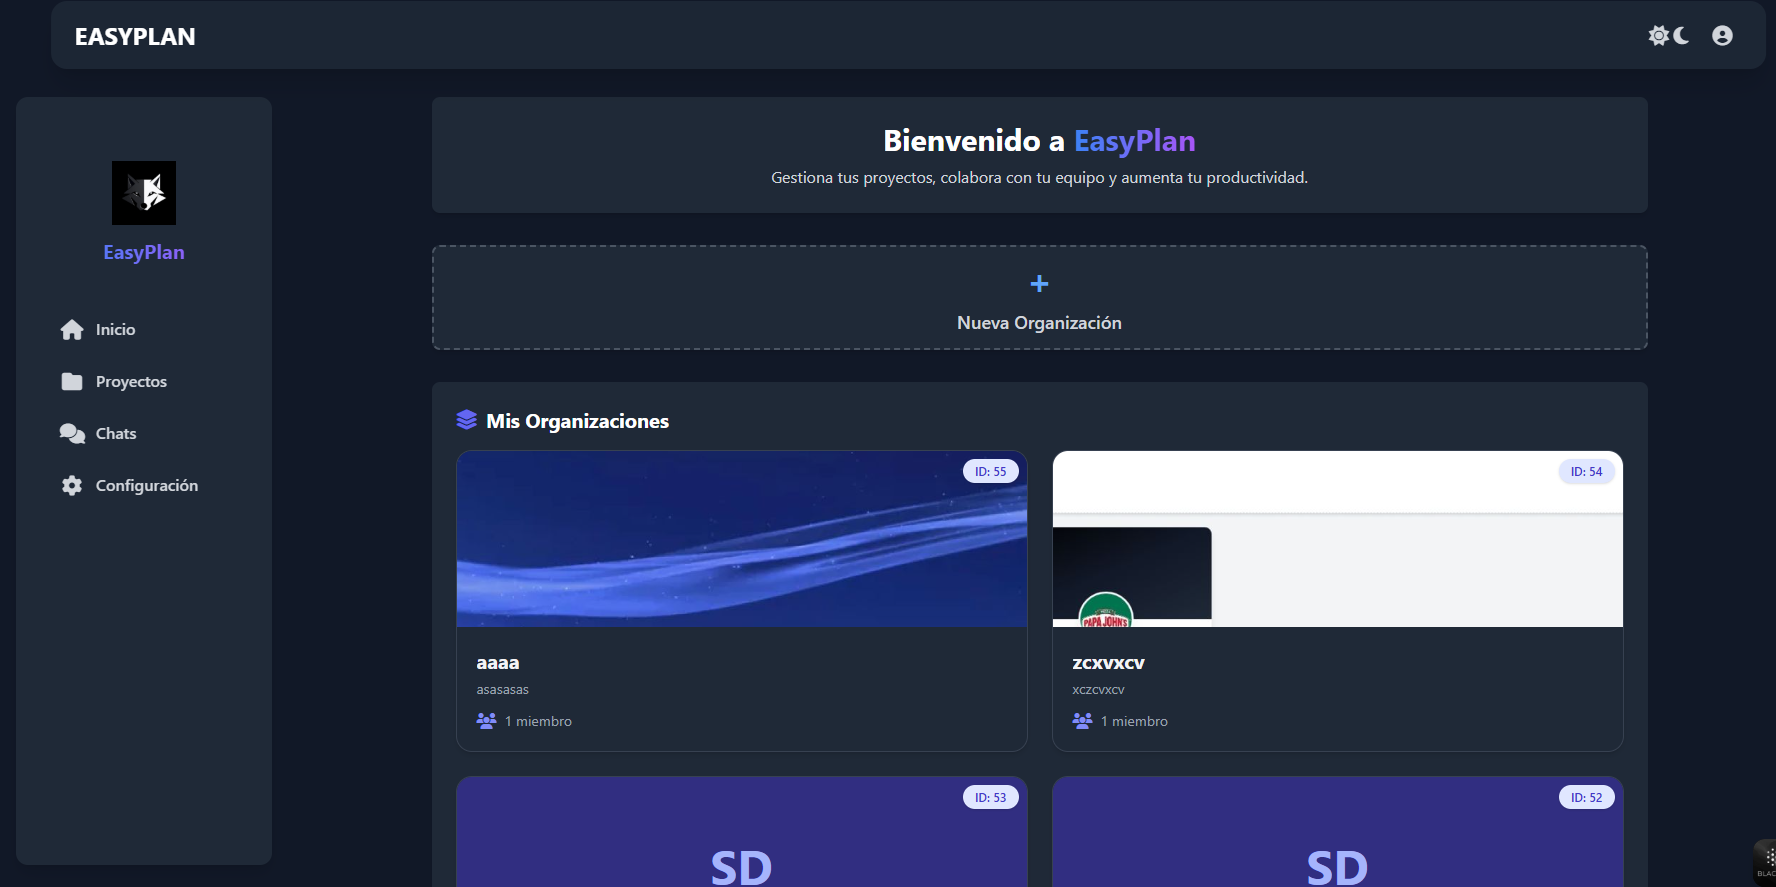 EASYPLAN
EasyPlan
Inicio
Proyectos
Chats
Configuración
Bienvenido a EasyPlan
Gestiona tus proyectos, colabora con tu equipo y aumenta tu productividad.
+
Nueva Organización
Mis Organizaciones
ID: 55
aaaa
asasasas
1 miembro
ID: 54
PAPA JOHN'S
zcxvxcv
xczcvxcv
1 miembro
ID: 53
SD
ID: 52
SD